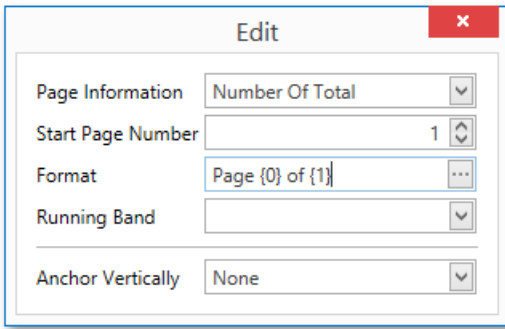 Edit
Page Information Number Of Total
Start Page Number 1
Format Page {0} of {1}
Running Band
Anchor Vertically None